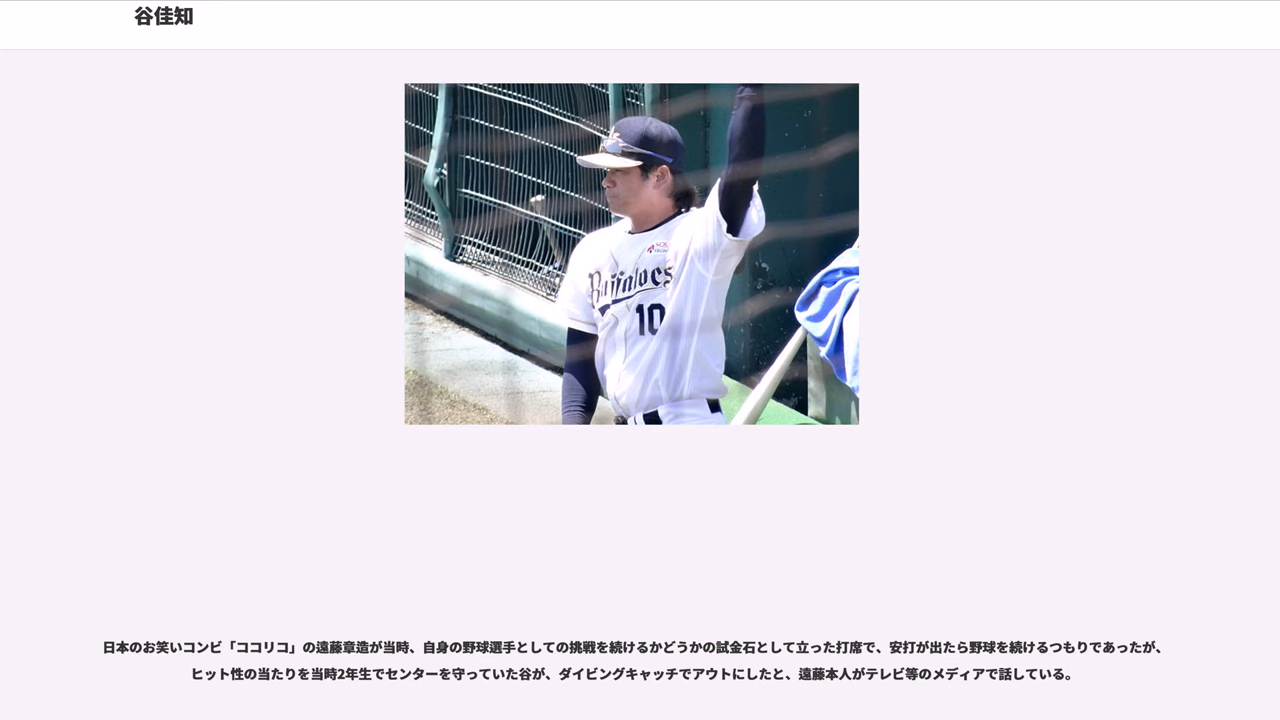 谷佳知
Buffaloes
10
日本のお笑いコンビ「ココリコ」の遠藤章造が当時、自身の野球選手としての挑戦を続けるかどうかの試金石として立った打席で、安打が出たら野球を続けるつもりであったが、
ヒット性の当たりを当時2年生でセンターを守っていた谷が、ダイビングキャッチでアウトにしたと、遠藤本人がテレビ等のメディアで話している。